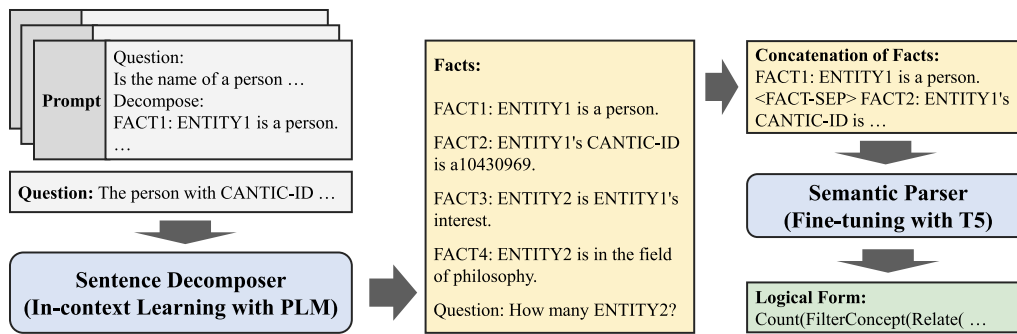 Prompt
Question:
Is the name of a person …
Decompose:
FACT1: ENTITY1 is a person.
…
Question: The person with CANTIC-ID …
Sentence Decomposer
(In-context Learning with PLM)
Facts:
FACT1: ENTITY1 is a person.
FACT2: ENTITY1's CANTIC-ID
is a10430969.
FACT3: ENTITY2 is ENTITY1's
interest.
FACT4: ENTITY2 is in the field
of philosophy.
Question: How many ENTITY2?
Concatenation of Facts:
FACT1: ENTITY1 is a person.
<FACT-SEP> FACT2: ENTITY1's
CANTIC-ID is …
Semantic Parser
(Fine-tuning with T5)
Logical Form:
Count(FilterConcept(Relate( …